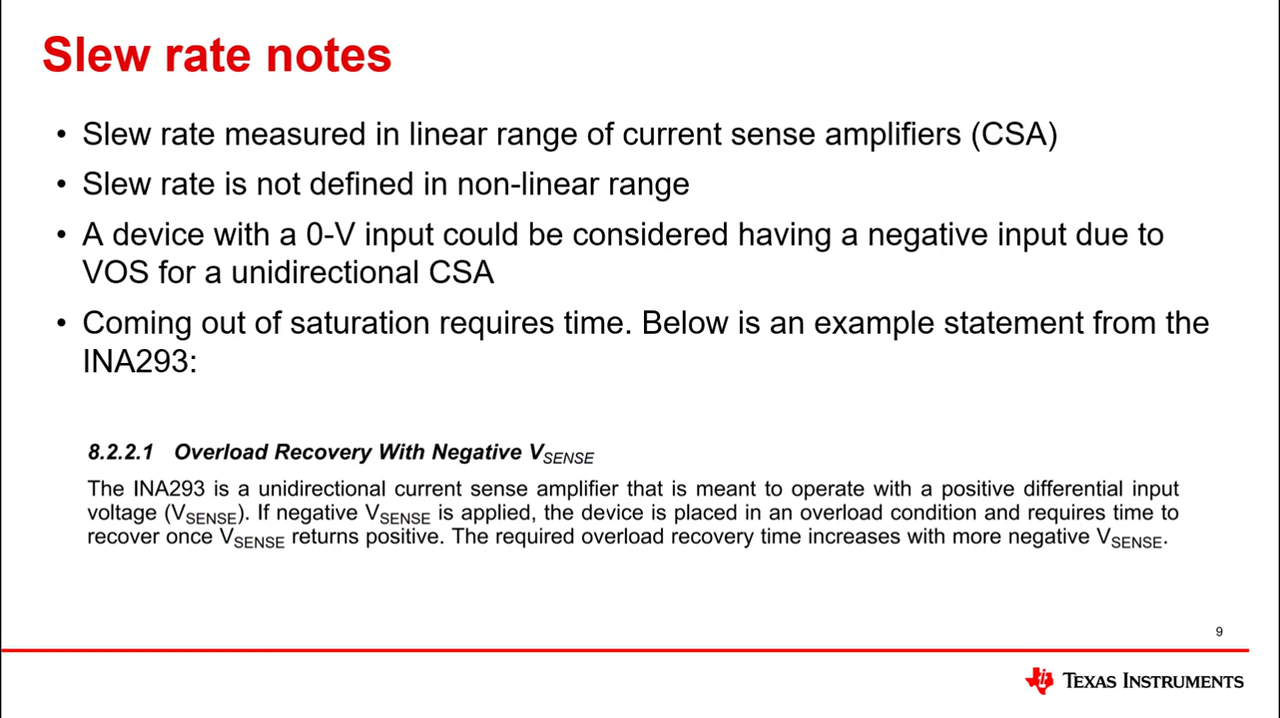 Slew rate notes
• Slew rate measured in linear range of current sense amplifiers (CSA)
• Slew rate is not defined in non-linear range
• A device with a 0-V input could be considered having a negative input due to
VOS for a unidirectional CSA
• Coming out of saturation requires time. Below is an example statement from the
INA293:
8.2.2.1 Overload Recovery With Negative VSENSE
The INA293 is a unidirectional current sense amplifier that is meant to operate with a positive differential input
voltage (VSENSE). If negative VSENSE is applied, the device is placed in an overload condition and requires time to
recover once VSENSE returns positive. The required overload recovery time increases with more negative VSENSE.
9
TEXAS INSTRUMENTS